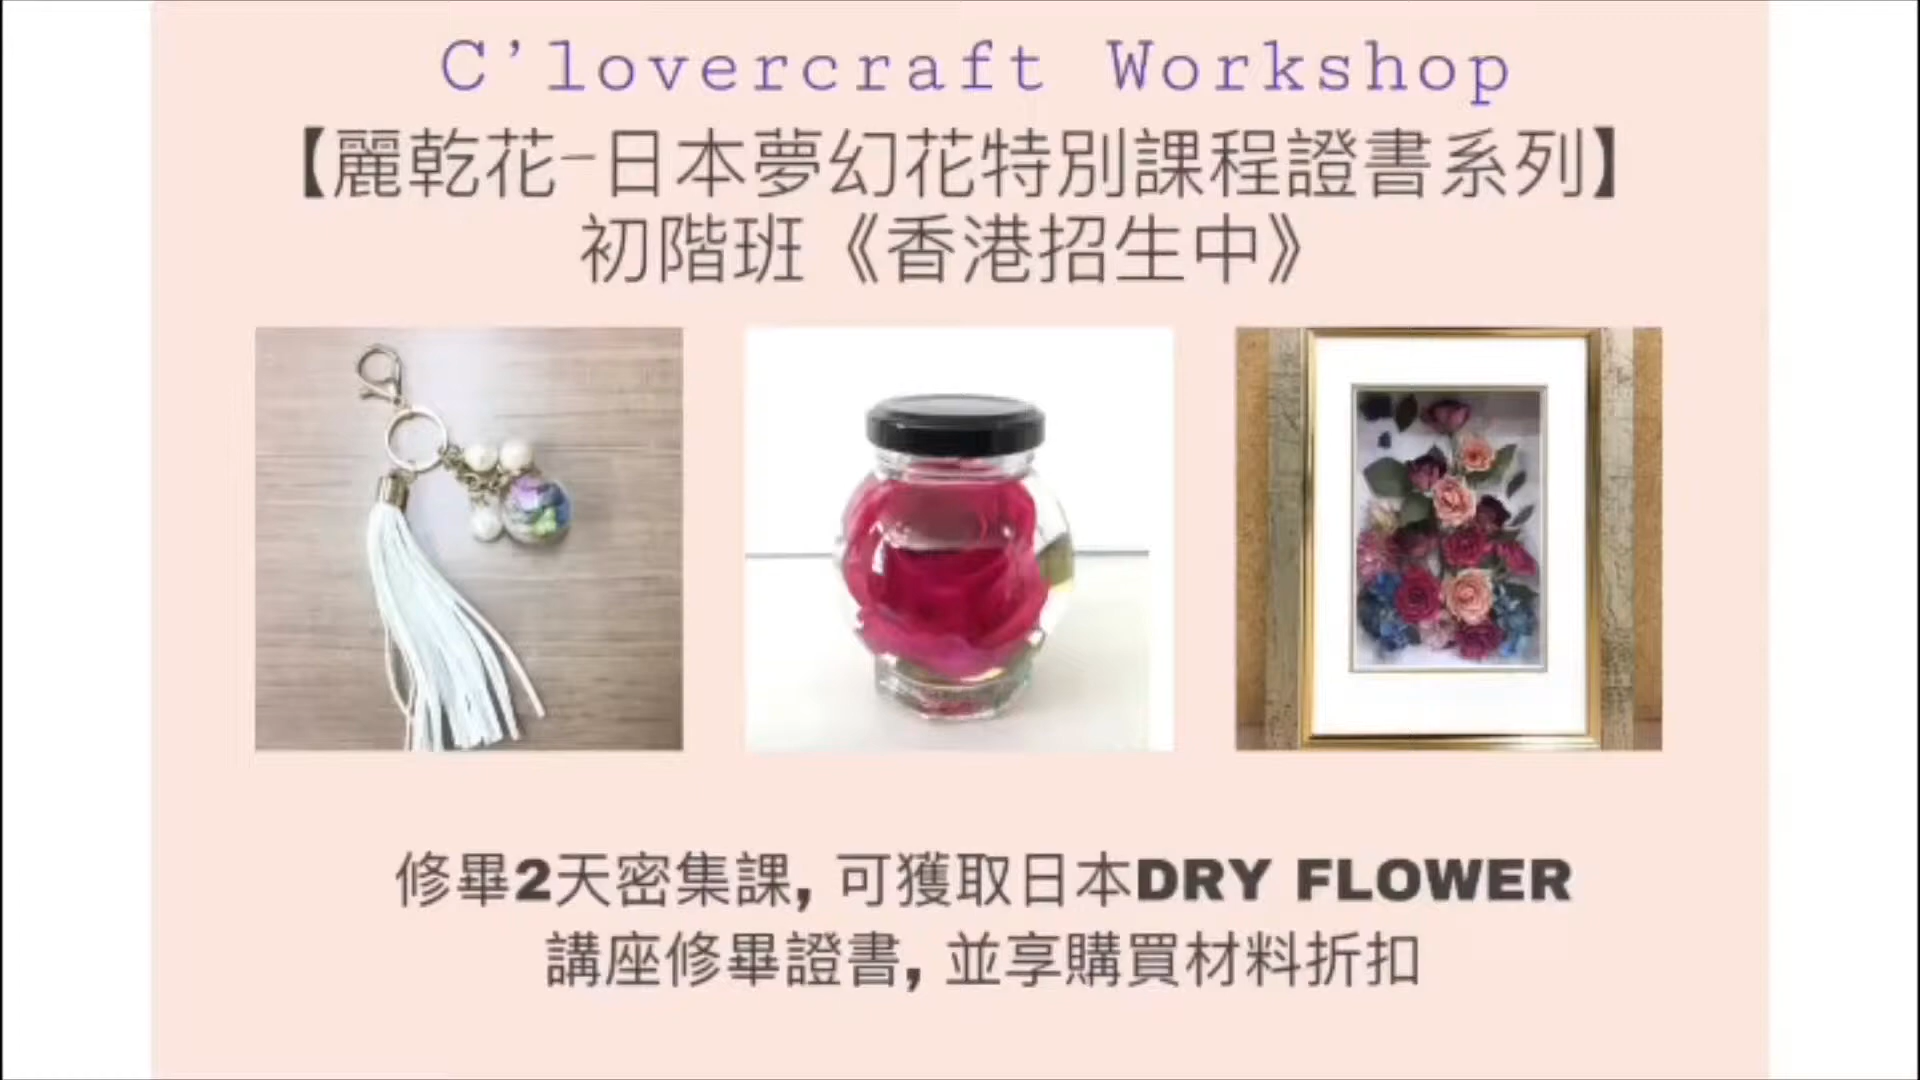 C'lovercraft Workshop
【麗乾花-日本夢幻花特別課程證書系列】
初階班《香港招生中》
修畢2天密集課, 可獲取日本DRY FLOWER
講座修畢證書, 並享購買材料折扣